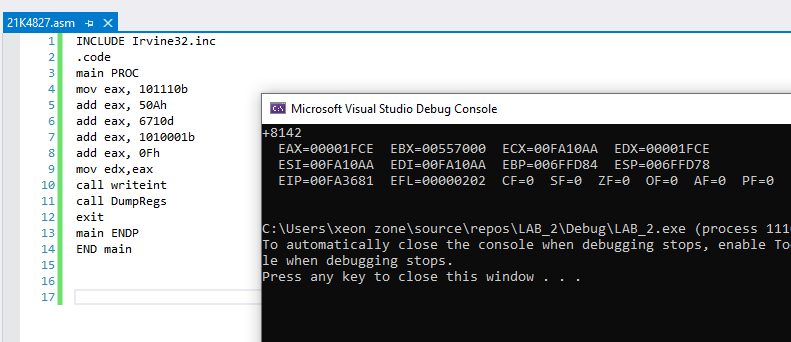 21K4827.asm
1 INCLUDE Irvine32.inc
2 .code
3 main PROC
4 mov eax, 101110b
5 add eax, 50Ah
6 add eax, 6710d
7 add eax, 1010001b
8 add eax, 0Fh
9 mov edx,eax
10 call writeint
11 call DumpRegs
12 exit
13 main ENDP
14 END main
15
16
17
Microsoft Visual Studio Debug Console
+8142
EAX=00001FCE EBX=00557000 ECX=00FA10AA EDX=00001FCE
ESI=00FA10AA EDI=00FA10AA EBP=006FFD84 ESP=006FFD78
EIP=00FA3681 EFL=00000202 CF=0 SF=0 ZF=0 OF=0 AF=0 PF=0
C:\Users\xeon zone\source\repos\LAB_2\Debug\LAB_2.exe (process 111
To automatically close the console when debugging stops, enable To
le when debugging stops.
Press any key to close this window . . .